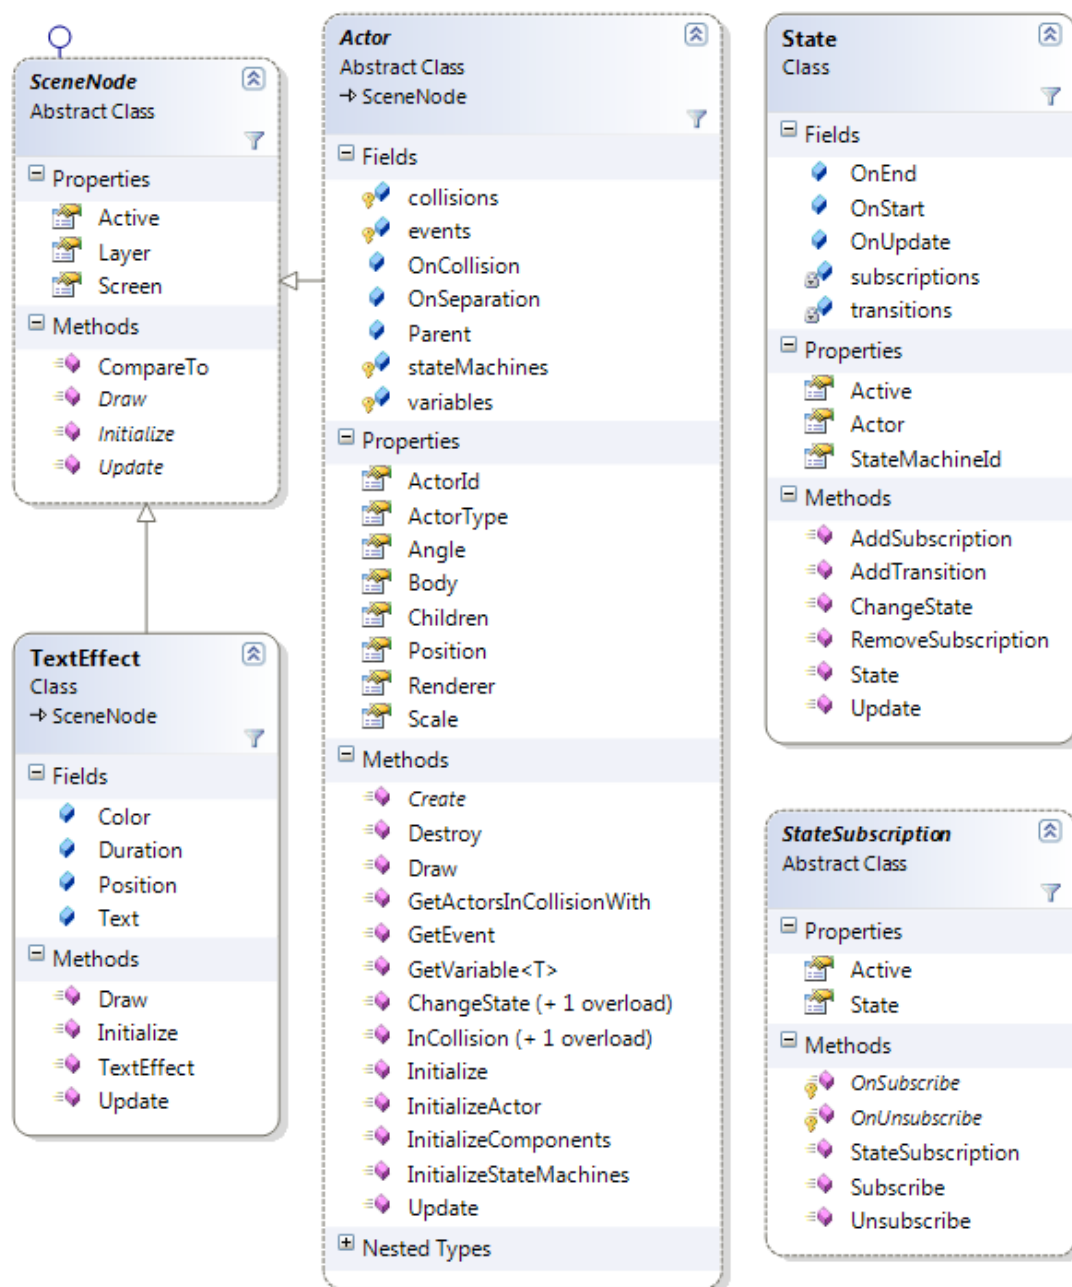 SceneNode
Abstract Class
Properties
Active
Layer
Screen
Methods
CompareTo
Draw
Initialize
Update
TextEffect
Class
SceneNode
Fields
Color
Duration
Position
Text
Methods
Draw
Initialize
TextEffect
Update
Actor
Abstract Class
SceneNode
Fields
collisions
events
OnCollision
OnSeparation
Parent
stateMachines
variables
Properties
ActorId
ActorType
Angle
Body
Children
Position
Renderer
Scale
Methods
Create
Destroy
Draw
GetActorsInCollisionWith
GetEvent
GetVariable<T>
ChangeState (+ 1 overload)
InCollision (+ 1 overload)
Initialize
InitializeActor
InitializeComponents
InitializeStateMachines
Update
Nested Types
State
Class
Fields
OnEnd
OnStart
OnUpdate
subscriptions
transitions
Properties
Active
Actor
StateMachineId
Methods
AddSubscription
AddTransition
ChangeState
RemoveSubscription
State
Update
StateSubscription
Abstract Class
Properties
Active
State
Methods
OnSubscribe
OnUnsubscribe
StateSubscription
Subscribe
Unsubscribe